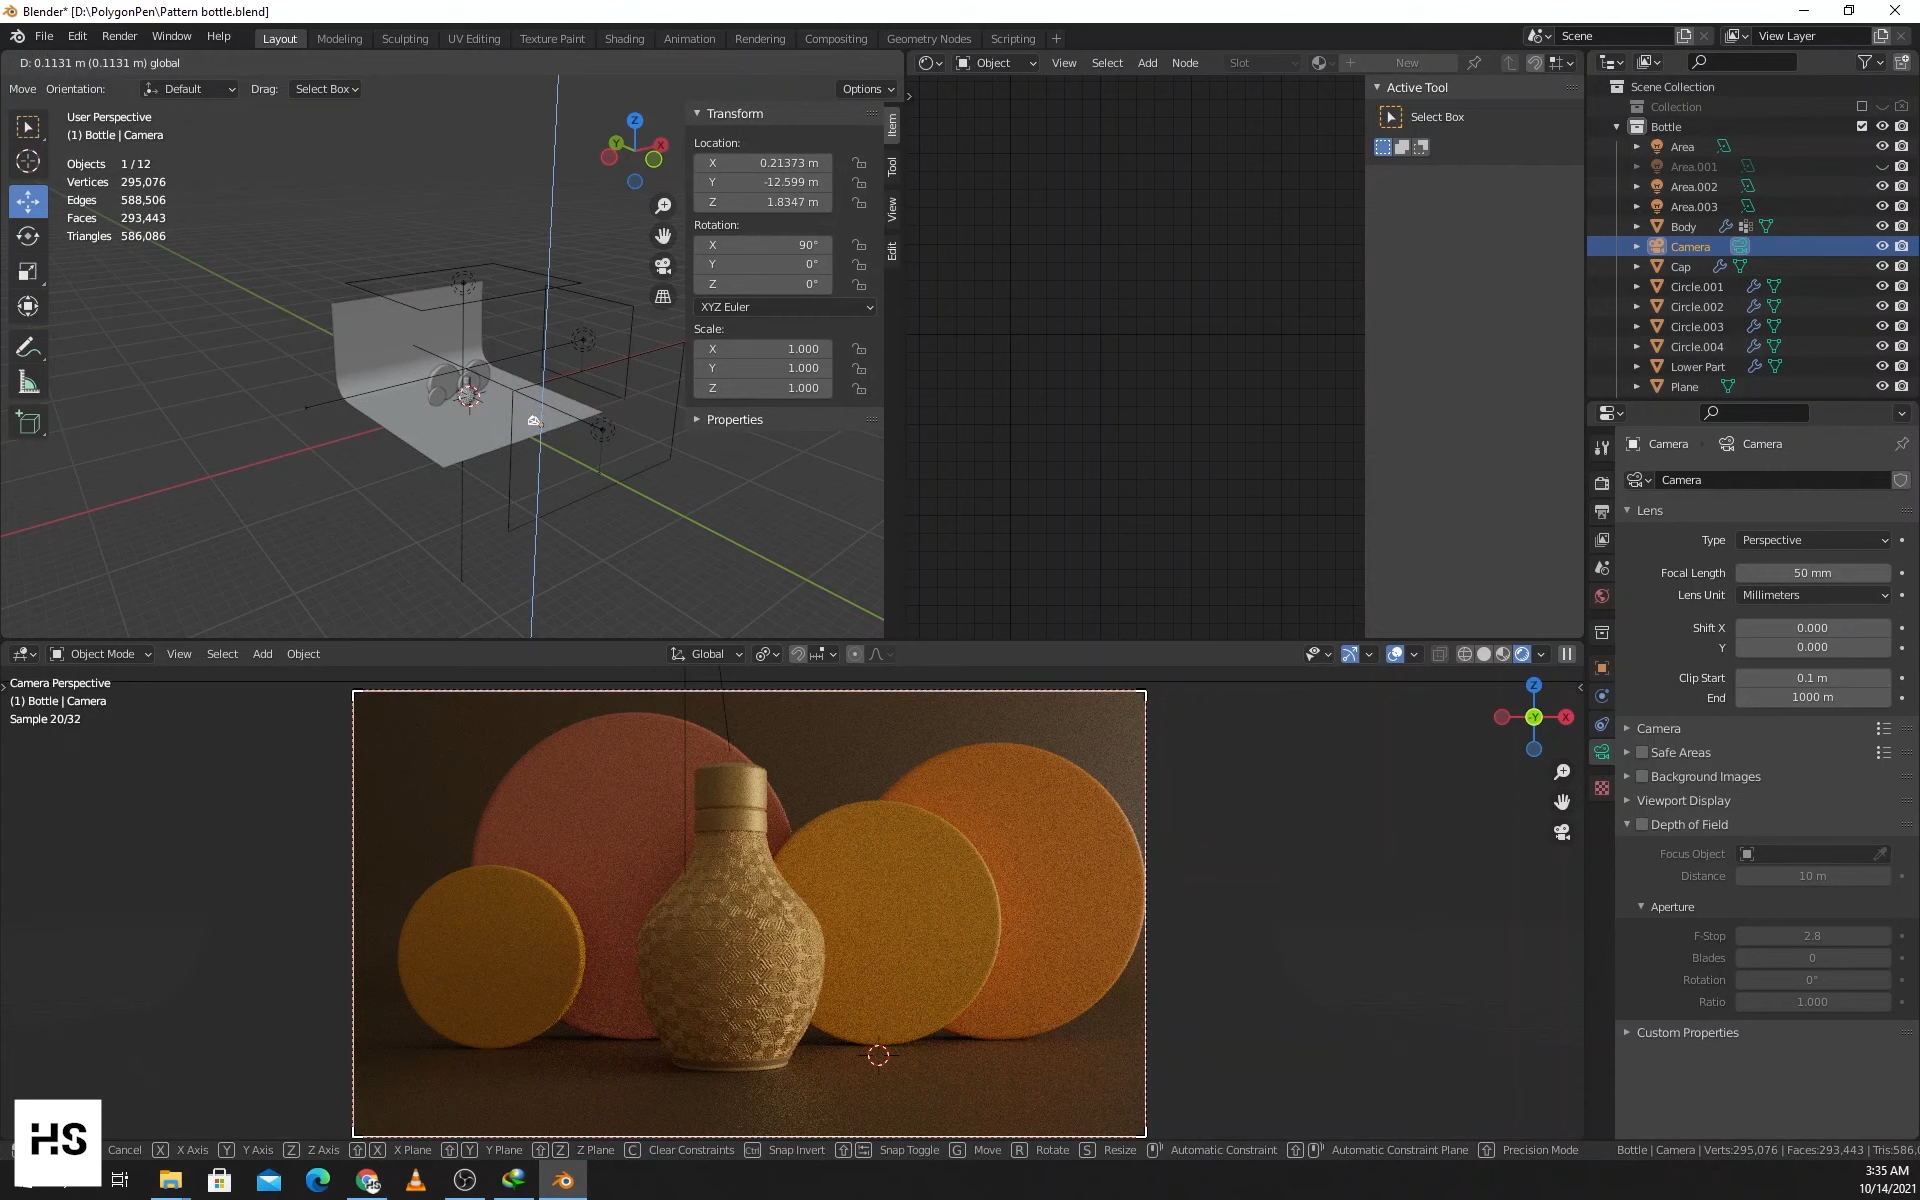 Blender* [D:\PolygonPen\Pattern bottle.blend]
File Edit Render Window Help Layout Modeling Sculpting UV Editing Texture Paint Shading Animation Rendering Compositing Geometry Nodes Scripting + Scene View Layer
D: 0.1131 m (0.1131 m) global
Object View Select Add Node Slot New
Move Orientation: Default Drag: Select Box Options
User Perspective
(1) Bottle | Camera
Objects 1 / 12
Vertices 295,076
Edges 588,506
Faces 293,443
Triangles 586,086
Transform
Location:
X 0.21373 m
Y -12.599 m
Z 1.8347 m
Rotation:
X 90°
Y 0°
Z 0°
XYZ Euler
Scale:
X 1.000
Y 1.000
Z 1.000
Properties
Item
Tool
View
Edit
Z
Y
X
Active Tool
Select Box
Scene Collection
Collection
Bottle
Area
Area.001
Area.002
Area.003
Body
Camera
Cap
Circle.001
Circle.002
Circle.003
Circle.004
Lower Part
Plane
Camera Camera
Camera
Lens
Type Perspective
Focal Length 50 mm
Lens Unit Millimeters
Shift X 0.000
Y 0.000
Clip Start 0.1 m
End 1000 m
Camera
Safe Areas
Background Images
Viewport Display
Depth of Field
Focus Object
Distance 10 m
Aperture
F-Stop 2.8
Blades 0
Rotation 0°
Ratio 1.000
Custom Properties
Object Mode View Select Add Object Global
Camera Perspective
(1) Bottle | Camera
Sample 20/32
Z
-Y
X
HS
Cancel X X Axis Y Y Axis Z Z Axis X X Plane Y Y Plane Z Z Plane C Clear Constraints Ctrl Snap Invert Snap Toggle G Move R Rotate S Resize Automatic Constraint Automatic Constraint Plane Precision Mode Bottle | Camera | Verts:295,076 | Faces:293,443 | Tris:586,0
3:35 AM
10/14/2021